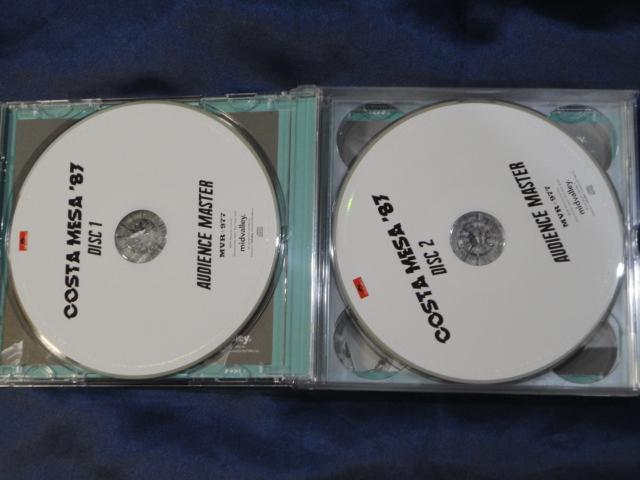 COSTA MESA '87
DISC 1
AUDIENCE MASTER
MVR-977
midvalley.
COSTA MESA '87
DISC 2
AUDIENCE MASTER
MVR-977
midvalley.